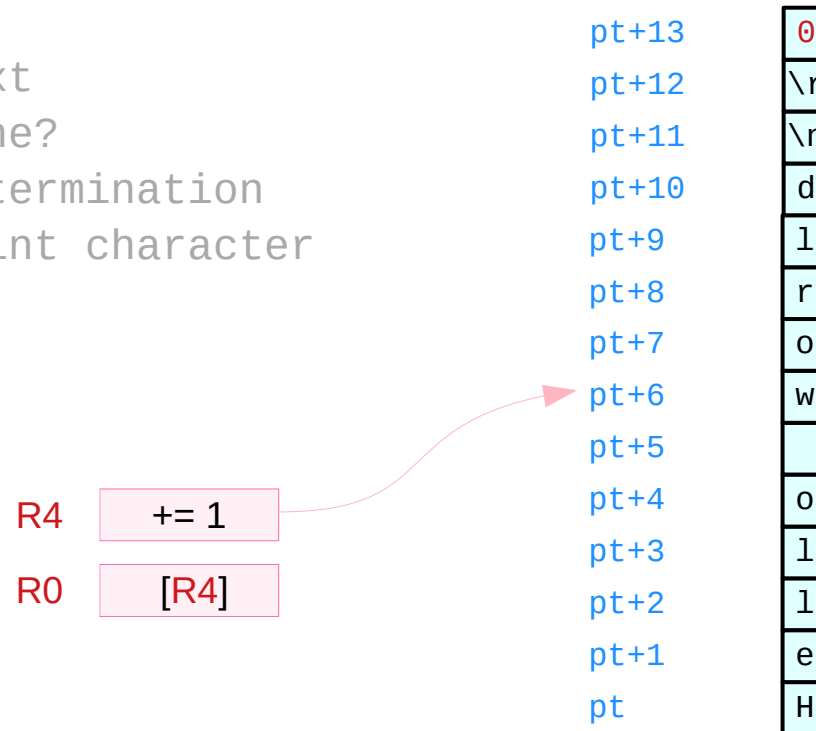 xt
ne?
termination
int character
R4 += 1
R0 [R4]
pt+13 0
pt+12 \r
pt+11 \n
pt+10 d
pt+9 l
pt+8 r
pt+7 o
pt+6 w
pt+5
pt+4 o
pt+3 l
pt+2 l
pt+1 e
pt H